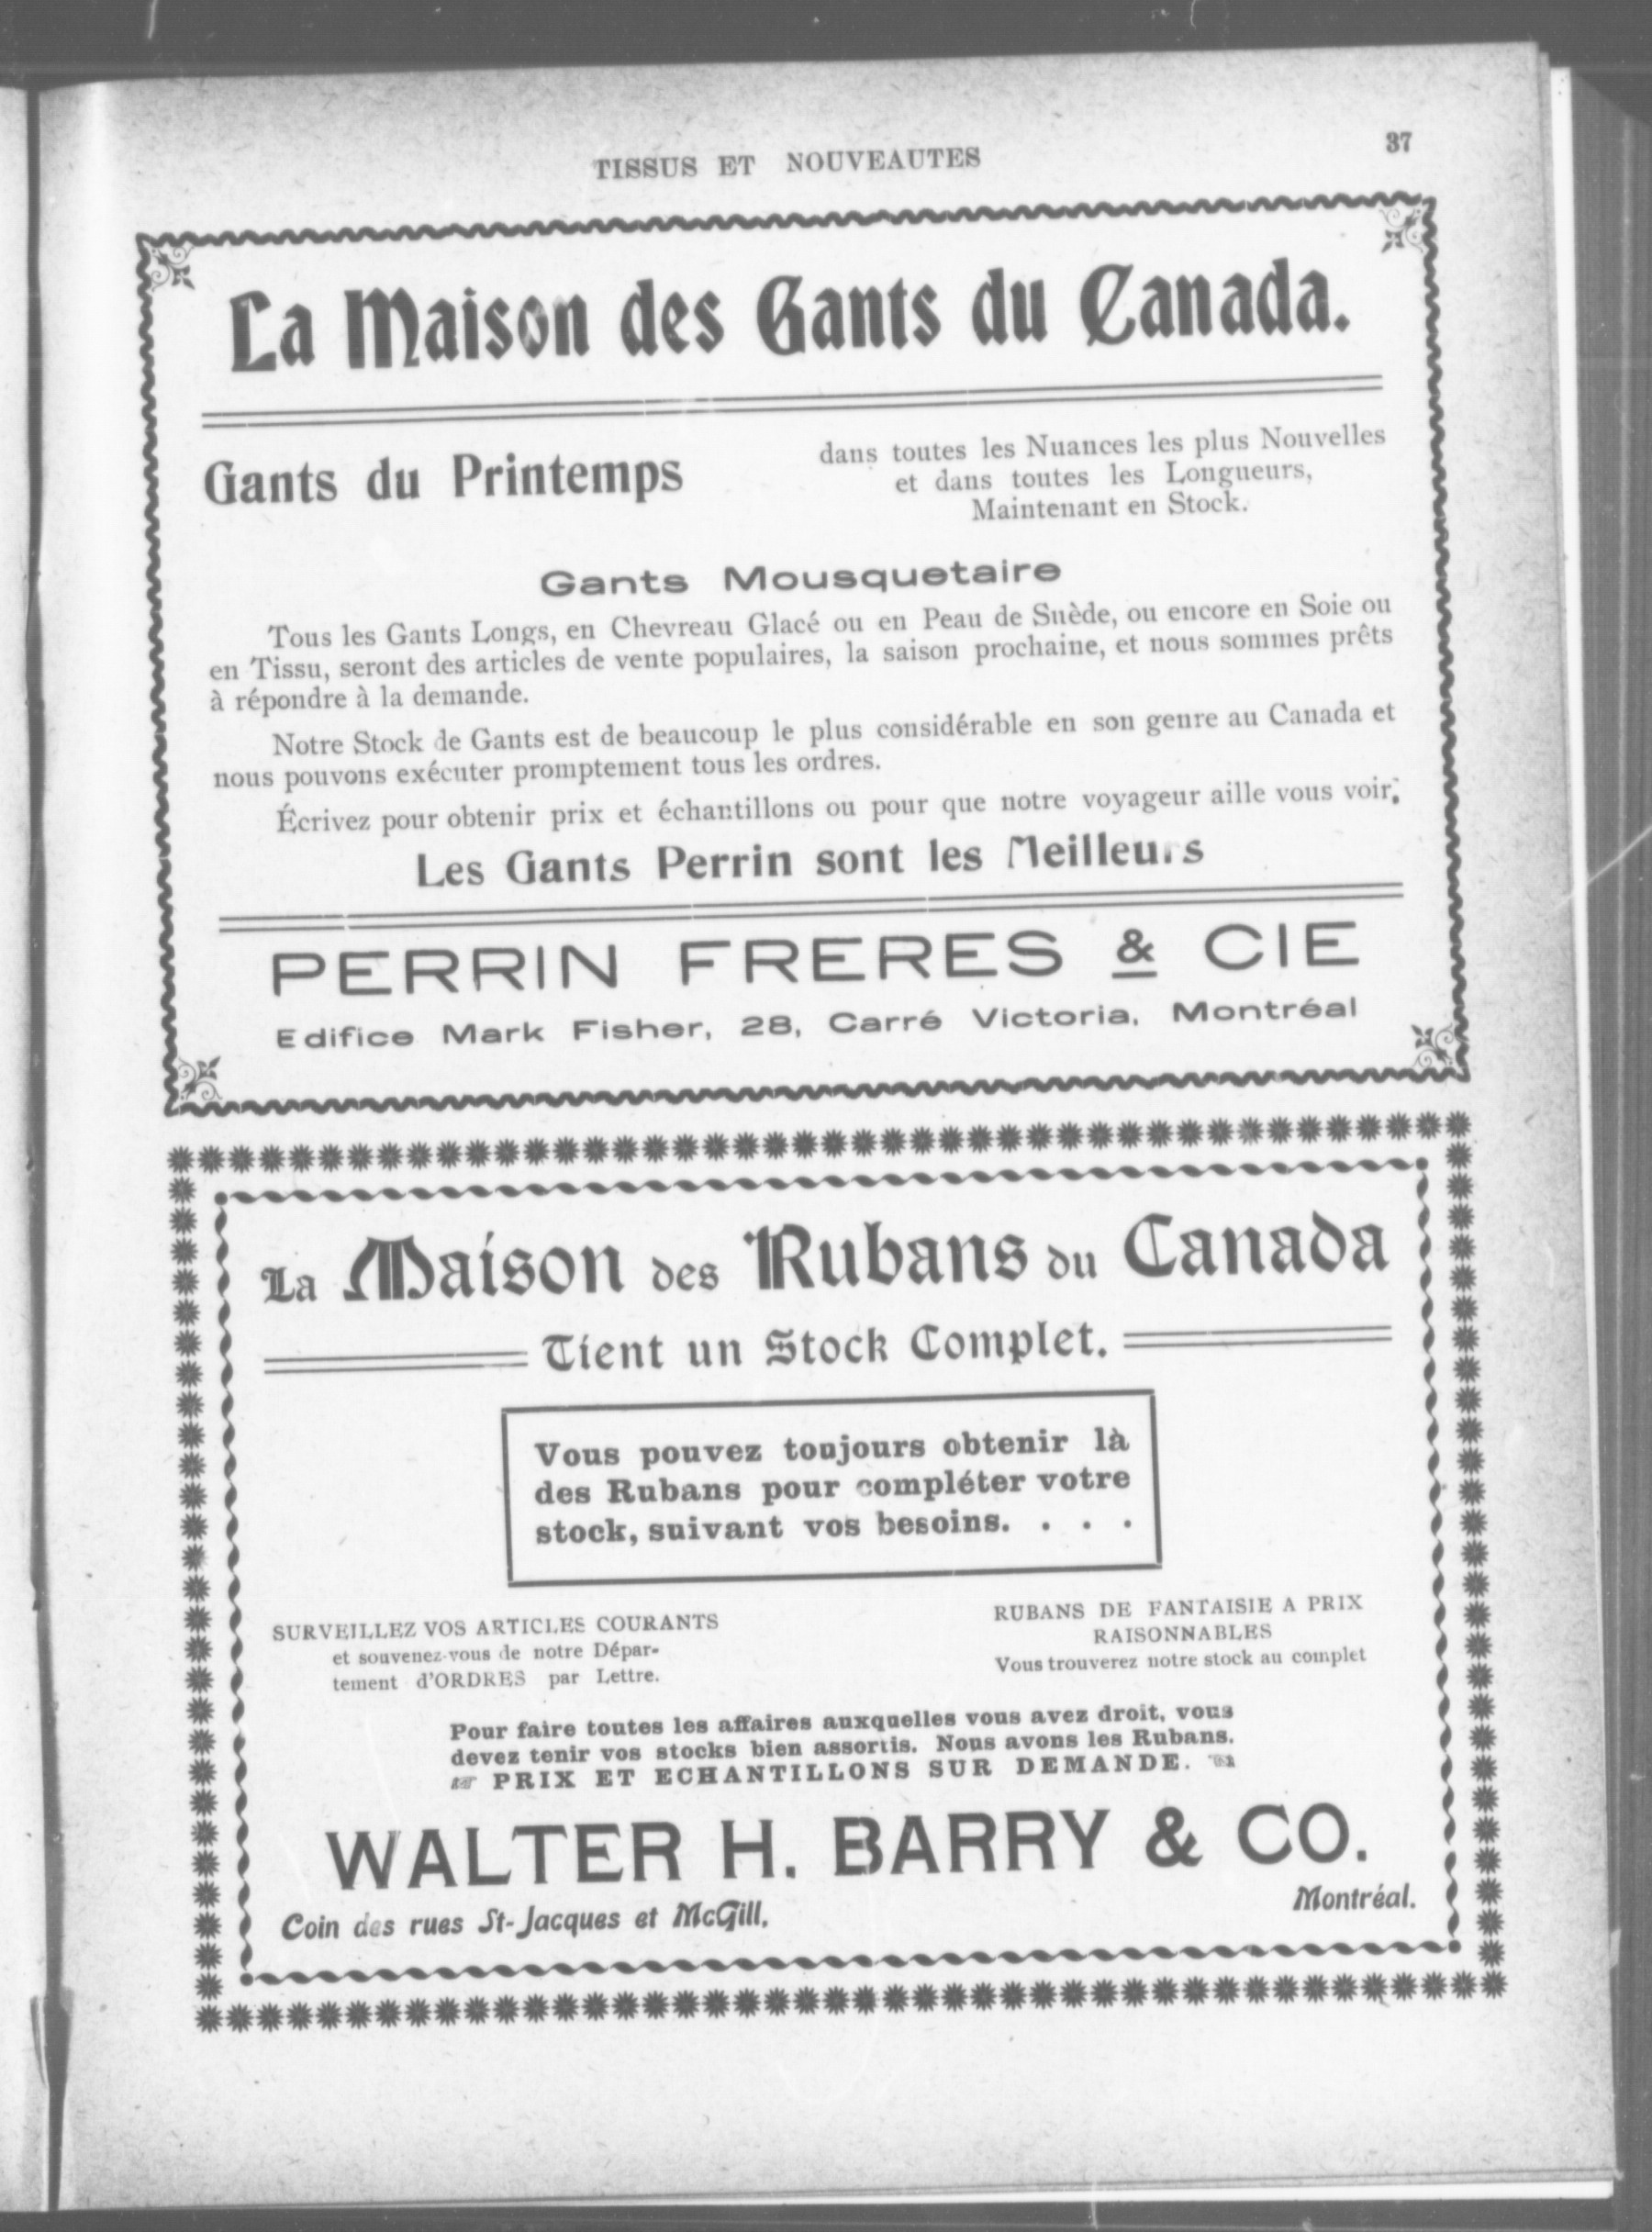 TISSUS ET NOUVEAUTES
37
La Maison des Gants du Canada.
Gants du Printemps
dans toutes les Nuances les plus Nouvelles
et dans toutes les Longueurs,
Maintenant en Stock.
Gants Mousquetaire
Tous les Gants Longs, en Chevreau Glacé ou en Peau de Suède, ou encore en Soie ou
en Tissu, seront des articles de vente populaires, la saison prochaine, et nous sommes prêts
à répondre à la demande.
Notre Stock de Gants est de beaucoup le plus considérable en son genre au Canada et
nous pouvons exécuter promptement tous les ordres.
Écrivez pour obtenir prix et échantillons ou pour que notre voyageur aille vous voir.
Les Gants Perrin sont les Meilleurs
PERRIN FRERES & CIE
Edifice Mark Fisher, 28, Carré Victoria, Montréal
La Maison des Rubans du Canada
Tient un Stock Complet.
Vous pouvez toujours obtenir là
des Rubans pour compléter votre
stock, suivant vos besoins. . . .
SURVEILLEZ VOS ARTICLES COURANTS
et souvenez-vous de notre Dépar-
tement d'ORDRES par Lettre.
RUBANS DE FANTAISIE A PRIX
RAISONNABLES
Vous trouverez notre stock au complet
Pour faire toutes les affaires auxquelles vous avez droit, vous
devez tenir vos stocks bien assortis. Nous avons les Rubans.
☞ PRIX ET ECHANTILLONS SUR DEMANDE. ☜
WALTER H. BARRY & CO.
Coin des rues St-Jacques et McGill,
Montréal.